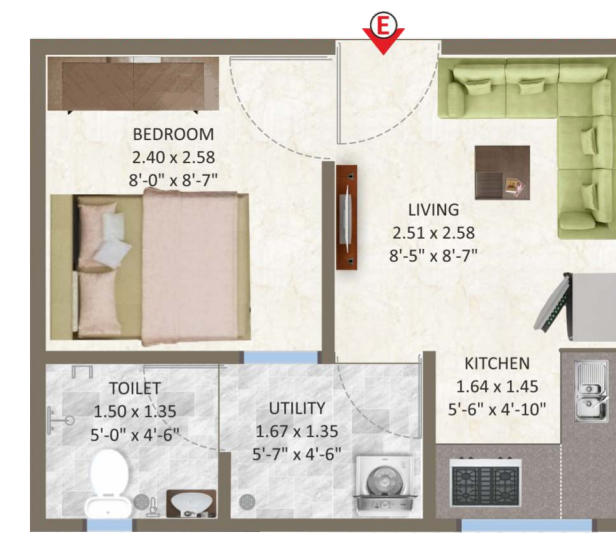 E
BEDROOM
2.40 x 2.58
8'-0" x 8'-7"
LIVING
2.51 x 2.58
8'-5" x 8'-7"
KITCHEN
1.64 x 1.45
5'-6" x 4'-10"
TOILET
1.50 x 1.35
5'-0" x 4'-6"
UTILITY
1.67 x 1.35
5'-7" x 4'-6"